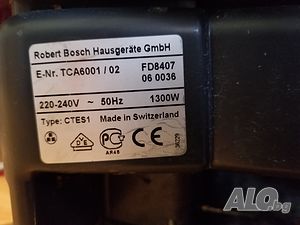 Robert Bosch Hausgeräte GmbH
E-Nr. TCA6001 / 02 FD8407
06 0036
220-240V ~ 50Hz 1300W
Type: CTES1 Made in Switzerland
CE
ALO.bg